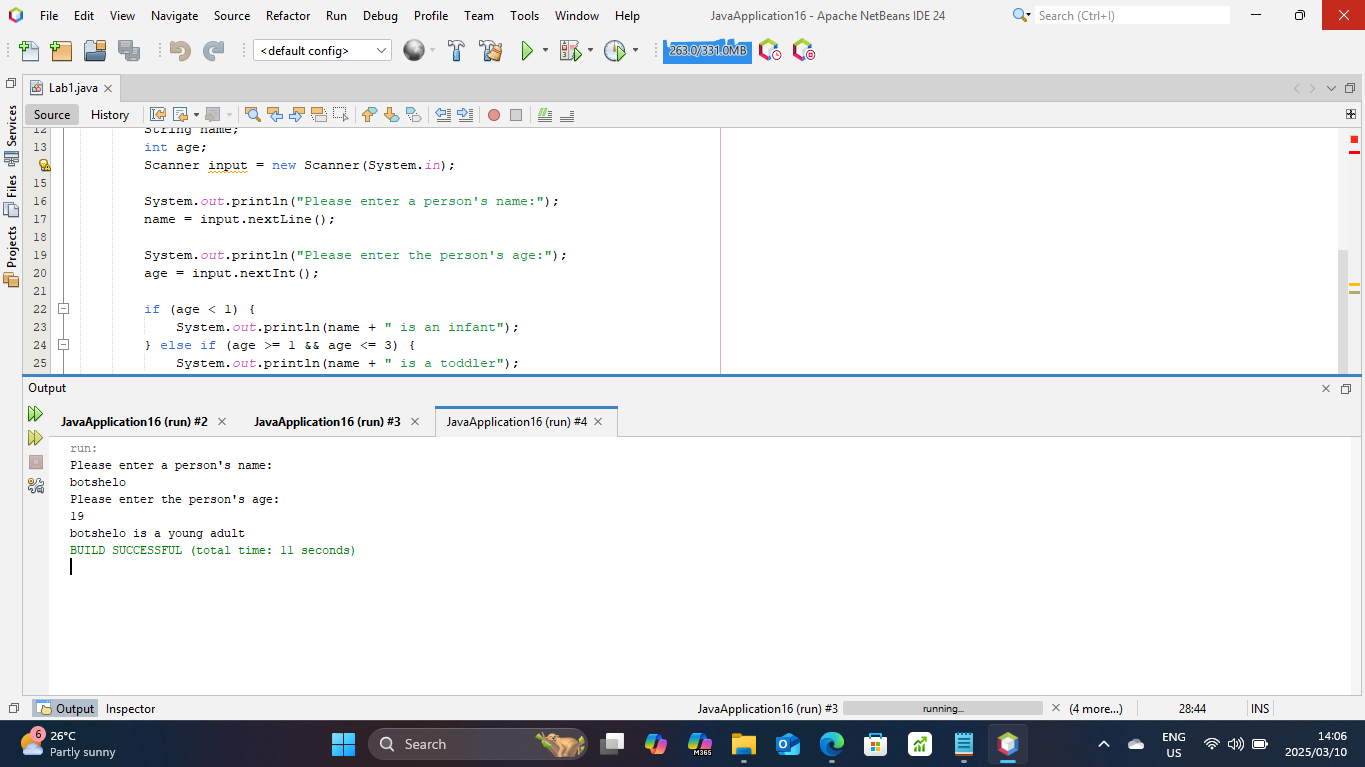 File Edit View Navigate Source Refactor Run Debug Profile Team Tools Window Help
JavaApplication16 - Apache NetBeans IDE 24
Search (Ctrl+I)
<default config>
263.0/331.0MB
Lab1.java
Source History
Services
Files
Projects
12 String name;
13 int age;
Scanner input = new Scanner(System.in);
15
16 System.out.println("Please enter a person's name:");
17 name = input.nextLine();
18
19 System.out.println("Please enter the person's age:");
20 age = input.nextInt();
21
22 if (age < 1) {
23 System.out.println(name + " is an infant");
24 } else if (age >= 1 && age <= 3) {
25 System.out.println(name + " is a toddler");
Output
JavaApplication16 (run) #2 JavaApplication16 (run) #3 JavaApplication16 (run) #4
run:
Please enter a person's name:
botshelo
Please enter the person's age:
19
botshelo is a young adult
BUILD SUCCESSFUL (total time: 11 seconds)
Output Inspector
JavaApplication16 (run) #3 running... (4 more...) 28:44 INS
6
26°C
Partly sunny
Search
M365
ENG
US
14:06
2025/03/10